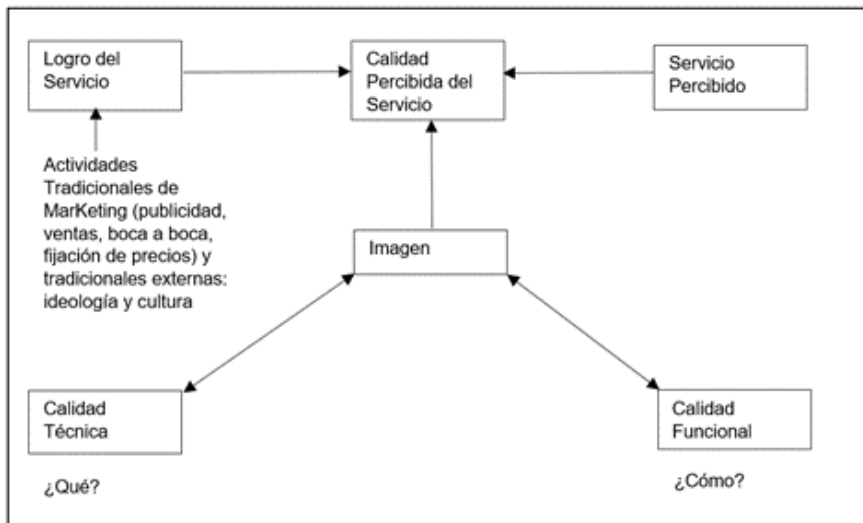 Logro del
Servicio
Calidad
Percibida del
Servicio
Servicio
Percibido
Actividades
Tradicionales de
MarKeting (publicidad,
ventas, boca a boca,
fijación de precios) y
tradicionales externas:
ideología y cultura
Imagen
Calidad
Técnica
¿Qué?
Calidad
Funcional
¿Cómo?